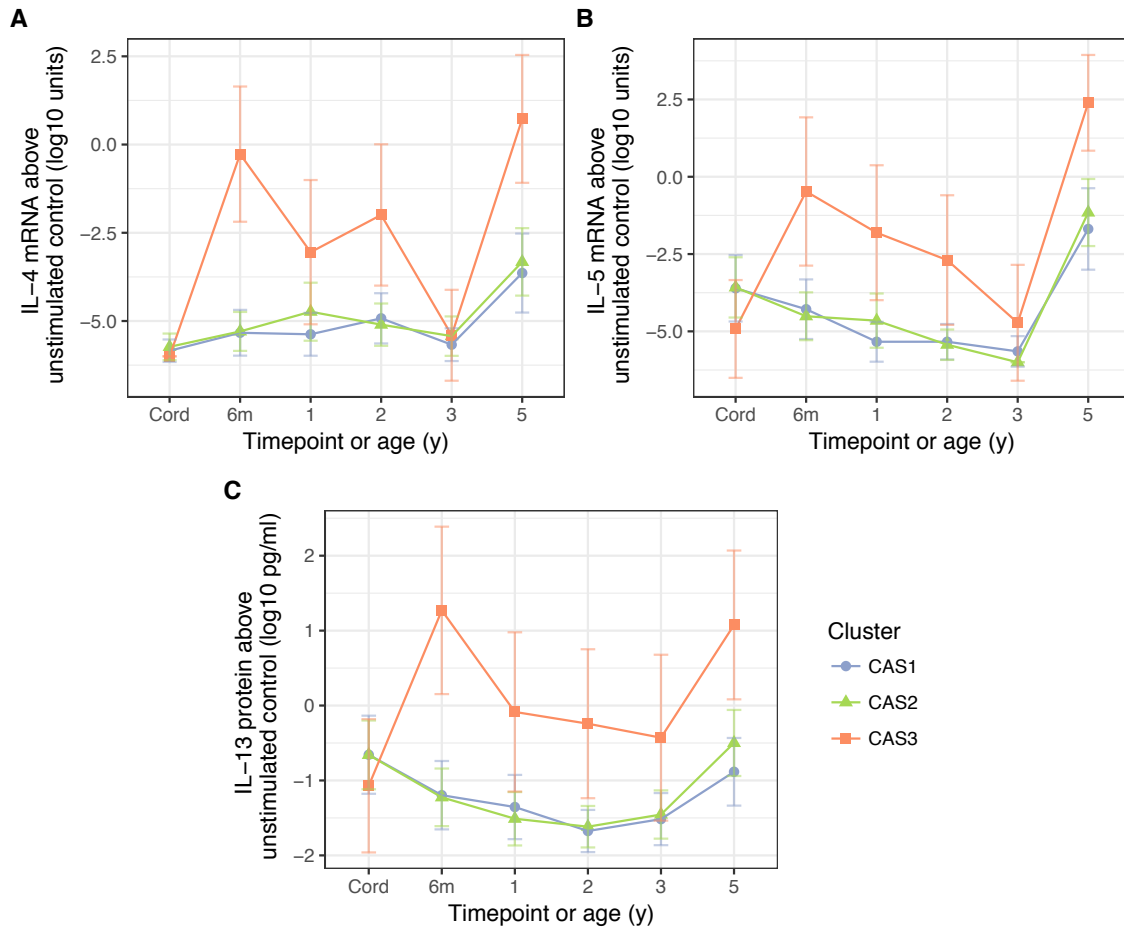 A
IL−4 mRNA above
unstimulated control (log10 units)
2.5
0.0
−2.5
−5.0
Cord 6m 1 2 3 5
Timepoint or age (y)
B
IL−5 mRNA above
unstimulated control (log10 units)
2.5
0.0
−2.5
−5.0
Cord 6m 1 2 3 5
Timepoint or age (y)
C
IL−13 protein above
unstimulated control (log10 pg/ml)
2
1
0
−1
−2
Cord 6m 1 2 3 5
Timepoint or age (y)
Cluster
CAS1
CAS2
CAS3